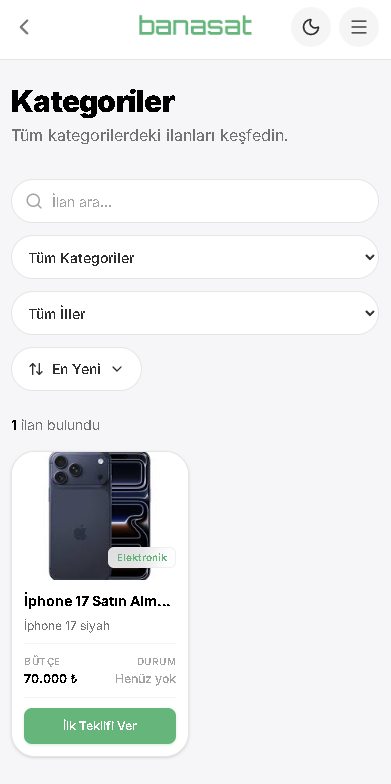 banasat
Kategoriler
Tüm kategorilerdeki ilanları keşfedin.
İlan ara...
Tüm Kategoriler
Tüm İller
En Yeni
1 ilan bulundu
Elektronik
İphone 17 Satın Alm...
İphone 17 siyah
BÜTÇE DURUM
70.000 ₺ Henüz yok
İlk Teklifi Ver